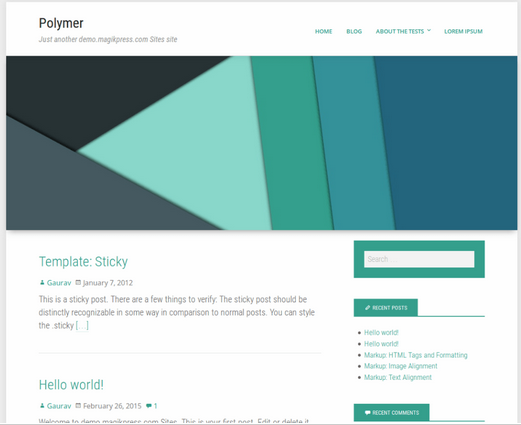 Polymer
Just another demo.magikpress.com Sites site
HOME BLOG ABOUT THE TESTS LOREM IPSUM
Template: Sticky
Gaurav January 7, 2012
This is a sticky post. There are a few things to verify: The sticky post should be
distinctly recognizable in some way in comparison to normal posts. You can style
the .sticky [...]
Hello world!
Gaurav February 26, 2015 1
Welcome to demo.magikpress.com Sites. This is your first post. Edit or delete it,
Search...
RECENT POSTS
Hello world!
Hello world!
Markup: HTML Tags and Formatting
Markup: Image Alignment
Markup: Text Alignment
RECENT COMMENTS